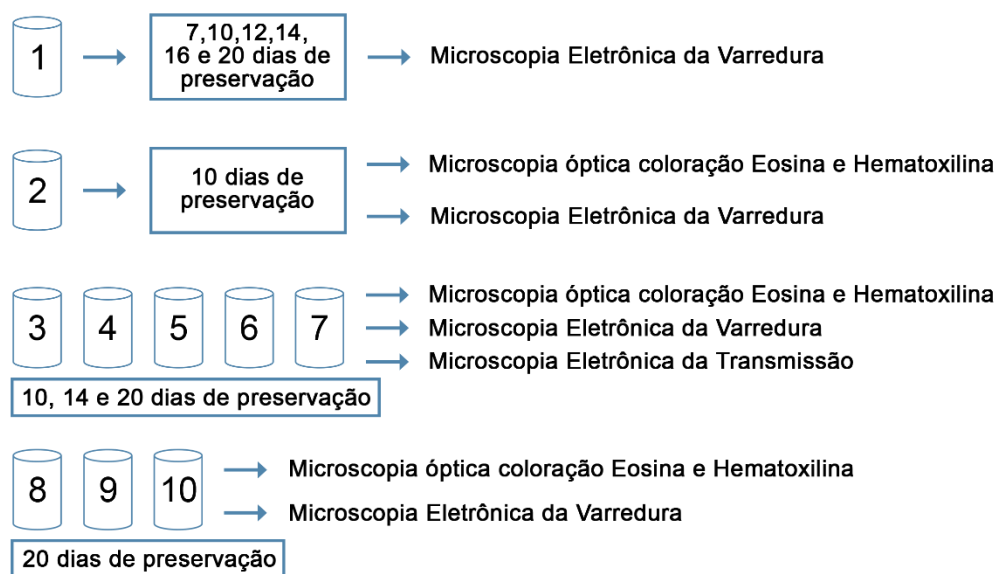 1
7,10,12,14,
16 e 20 dias de
preservação
Microscopia Eletrônica da Varredura
2
10 dias de
preservação
Microscopia óptica coloração Eosina e Hematoxilina
Microscopia Eletrônica da Varredura
3 4 5 6 7
Microscopia óptica coloração Eosina e Hematoxilina
Microscopia Eletrônica da Varredura
Microscopia Eletrônica da Transmissão
10, 14 e 20 dias de preservação
8 9 10
Microscopia óptica coloração Eosina e Hematoxilina
Microscopia Eletrônica da Varredura
20 dias de preservação